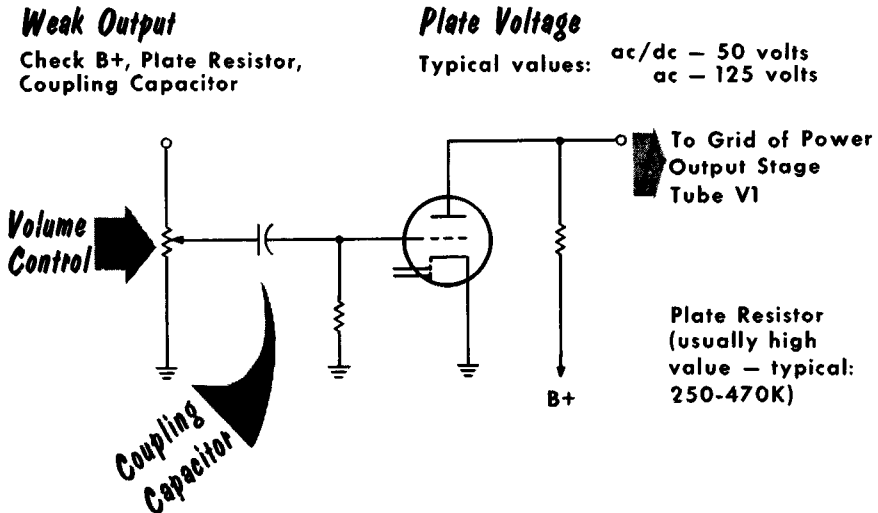 Weak Output
Check B+, Plate Resistor,
Coupling Capacitor
Plate Voltage
Typical values: ac/dc — 50 volts
ac — 125 volts
To Grid of Power
Output Stage
Tube V1
Volume
Control
Plate Resistor
(usually high
value — typical:
250-470K)
B+
Coupling
Capacitor